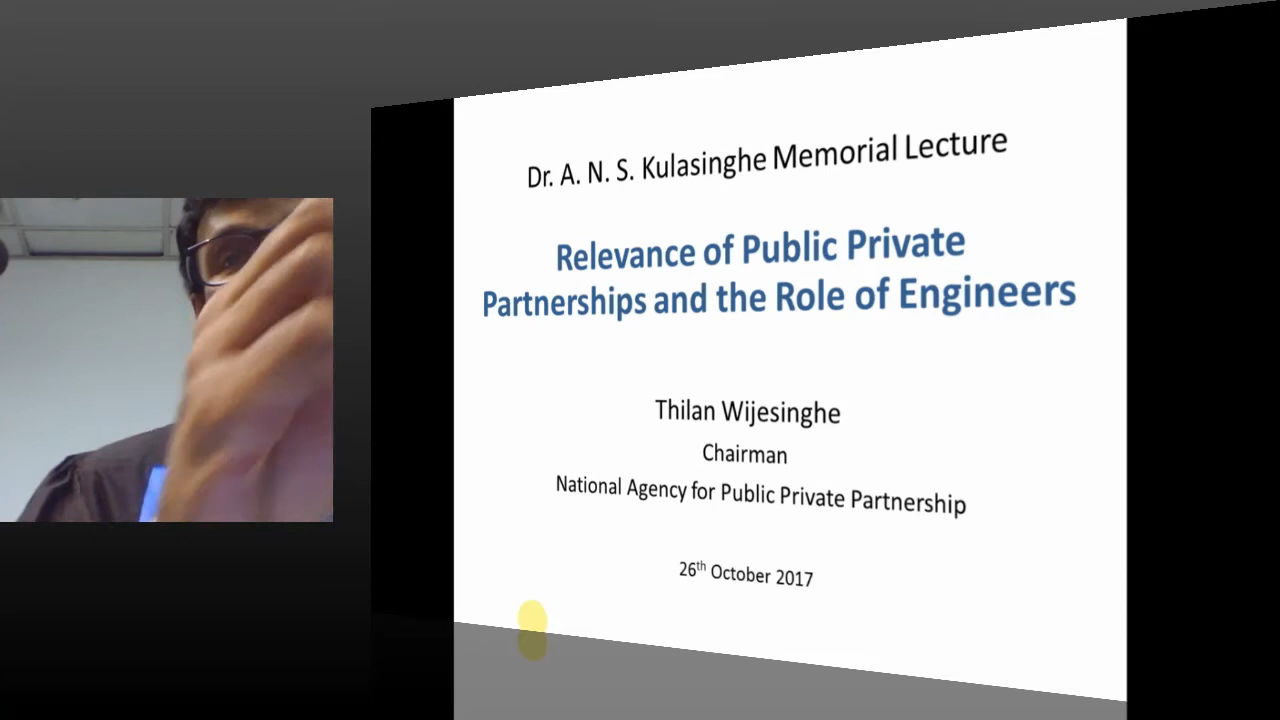 Dr. A. N. S. Kulasinghe Memorial Lecture
Relevance of Public Private
Partnerships and the Role of Engineers
Thilan Wijesinghe
Chairman
National Agency for Public Private Partnership
26th October 2017